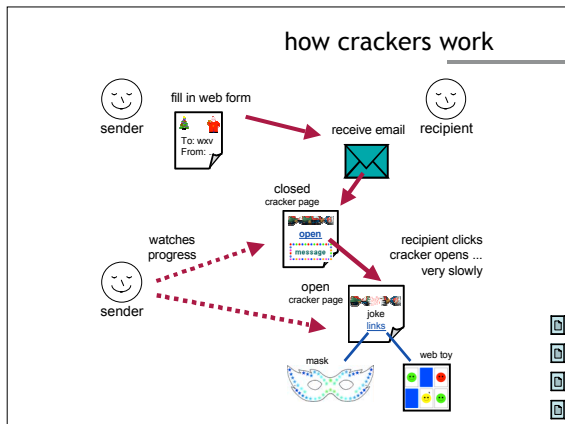 how crackers work
fill in web form
sender
To: wxv
From: ..
receive email
recipient
closed
cracker page
open
message
watches
progress
recipient clicks
cracker opens ...
very slowly
sender
open
cracker page
joke
links
mask
web toy